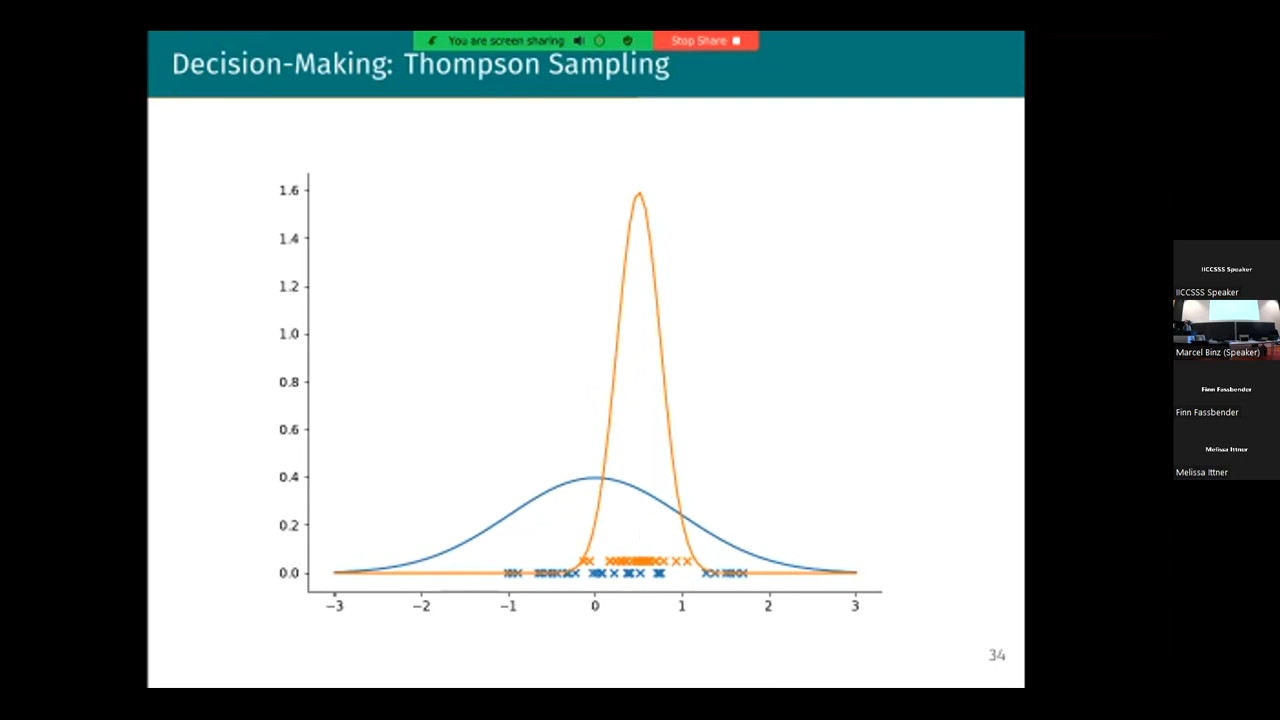 You are screen sharing
Stop Share
Decision-Making: Thompson Sampling
1.6
1.4
1.2
1.0
0.8
0.6
0.4
0.2
0.0
−3 −2 −1 0 1 2 3
34
IICCSSS Speaker
IICCSSS Speaker
Marcel Binz (Speaker)
Finn Fassbender
Finn Fassbender
Melissa Ittner
Melissa Ittner